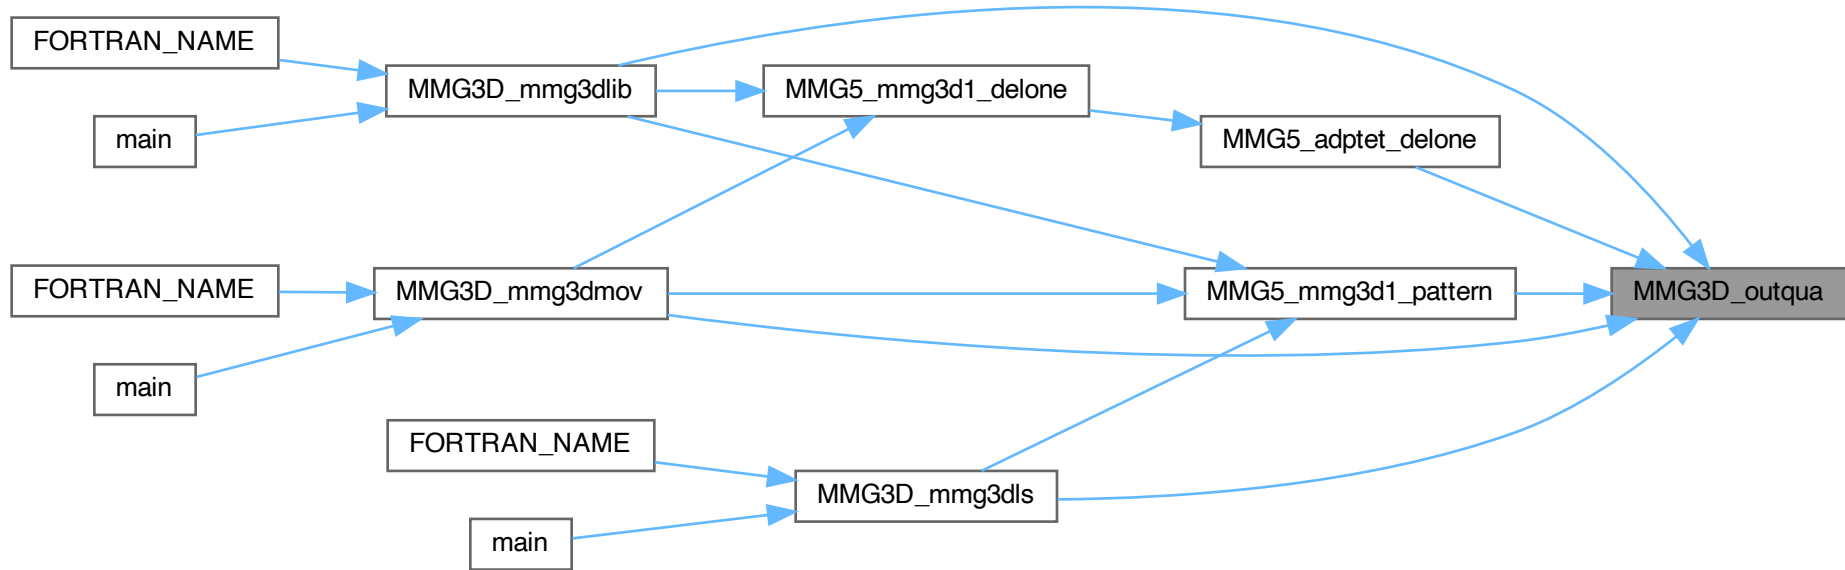 FORTRAN_NAME
MMG3D_mmg3dlib
MMG5_mmg3d1_delone
main
MMG5_adptet_delone
FORTRAN_NAME
MMG3D_mmg3dmov
MMG5_mmg3d1_pattern
MMG3D_outqua
main
FORTRAN_NAME
MMG3D_mmg3dls
main